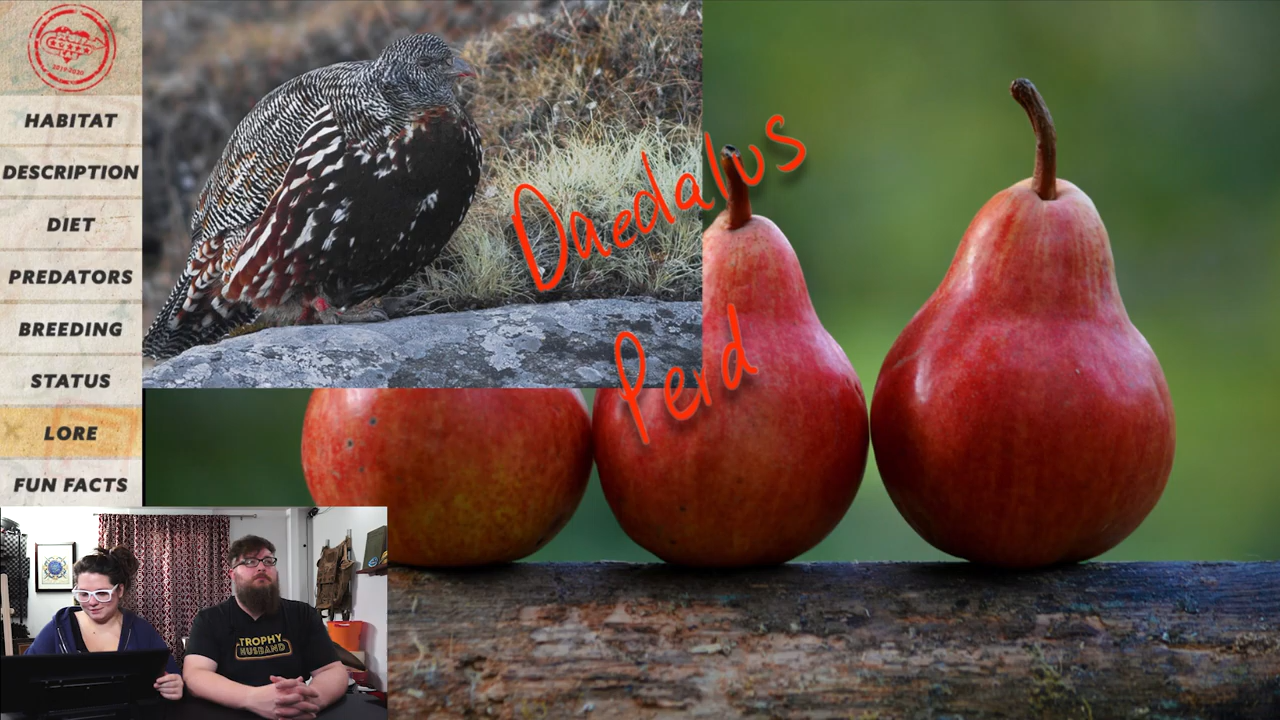 HABITAT
DESCRIPTION
DIET
PREDATORS
BREEDING
STATUS
LORE
FUN FACTS
Daedalus
Perd
TROPHY
HUSBAND